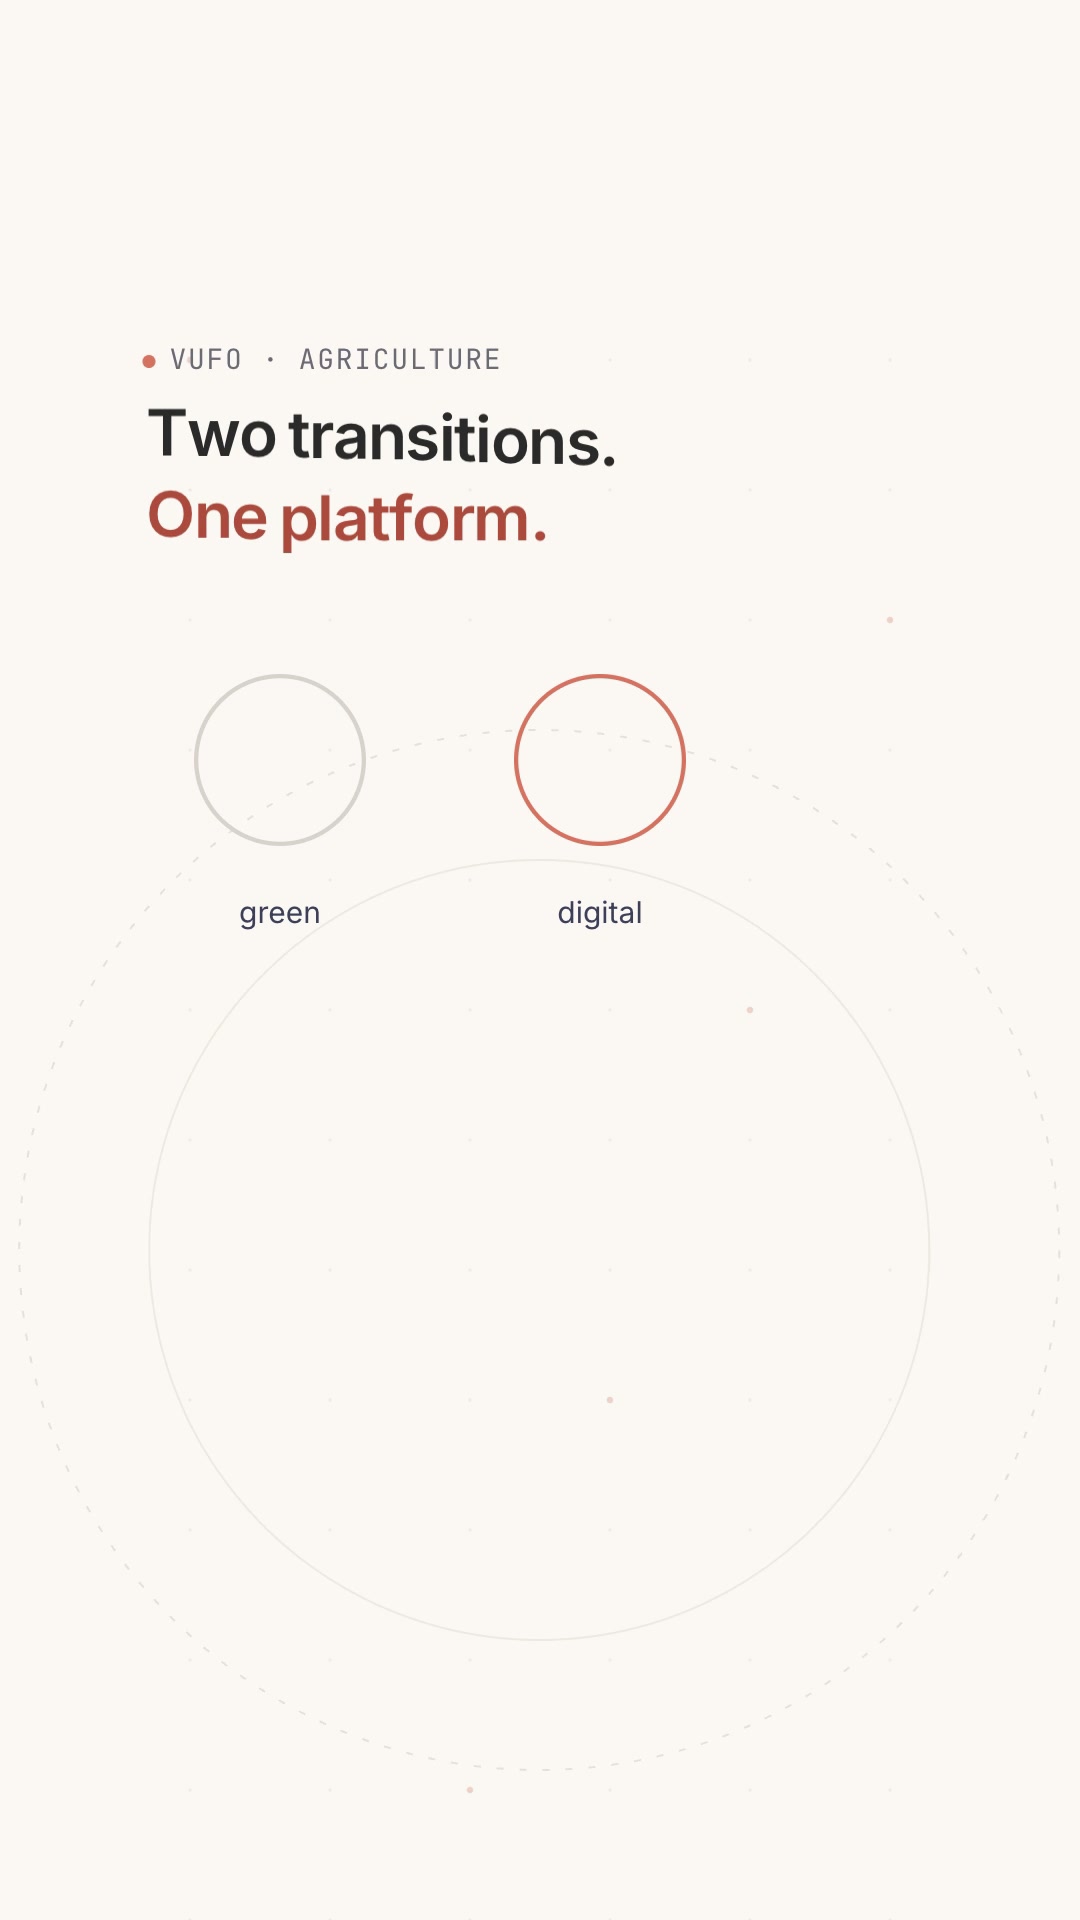 VUFO · AGRICULTURE
Two transitions.
One platform.
green
digital